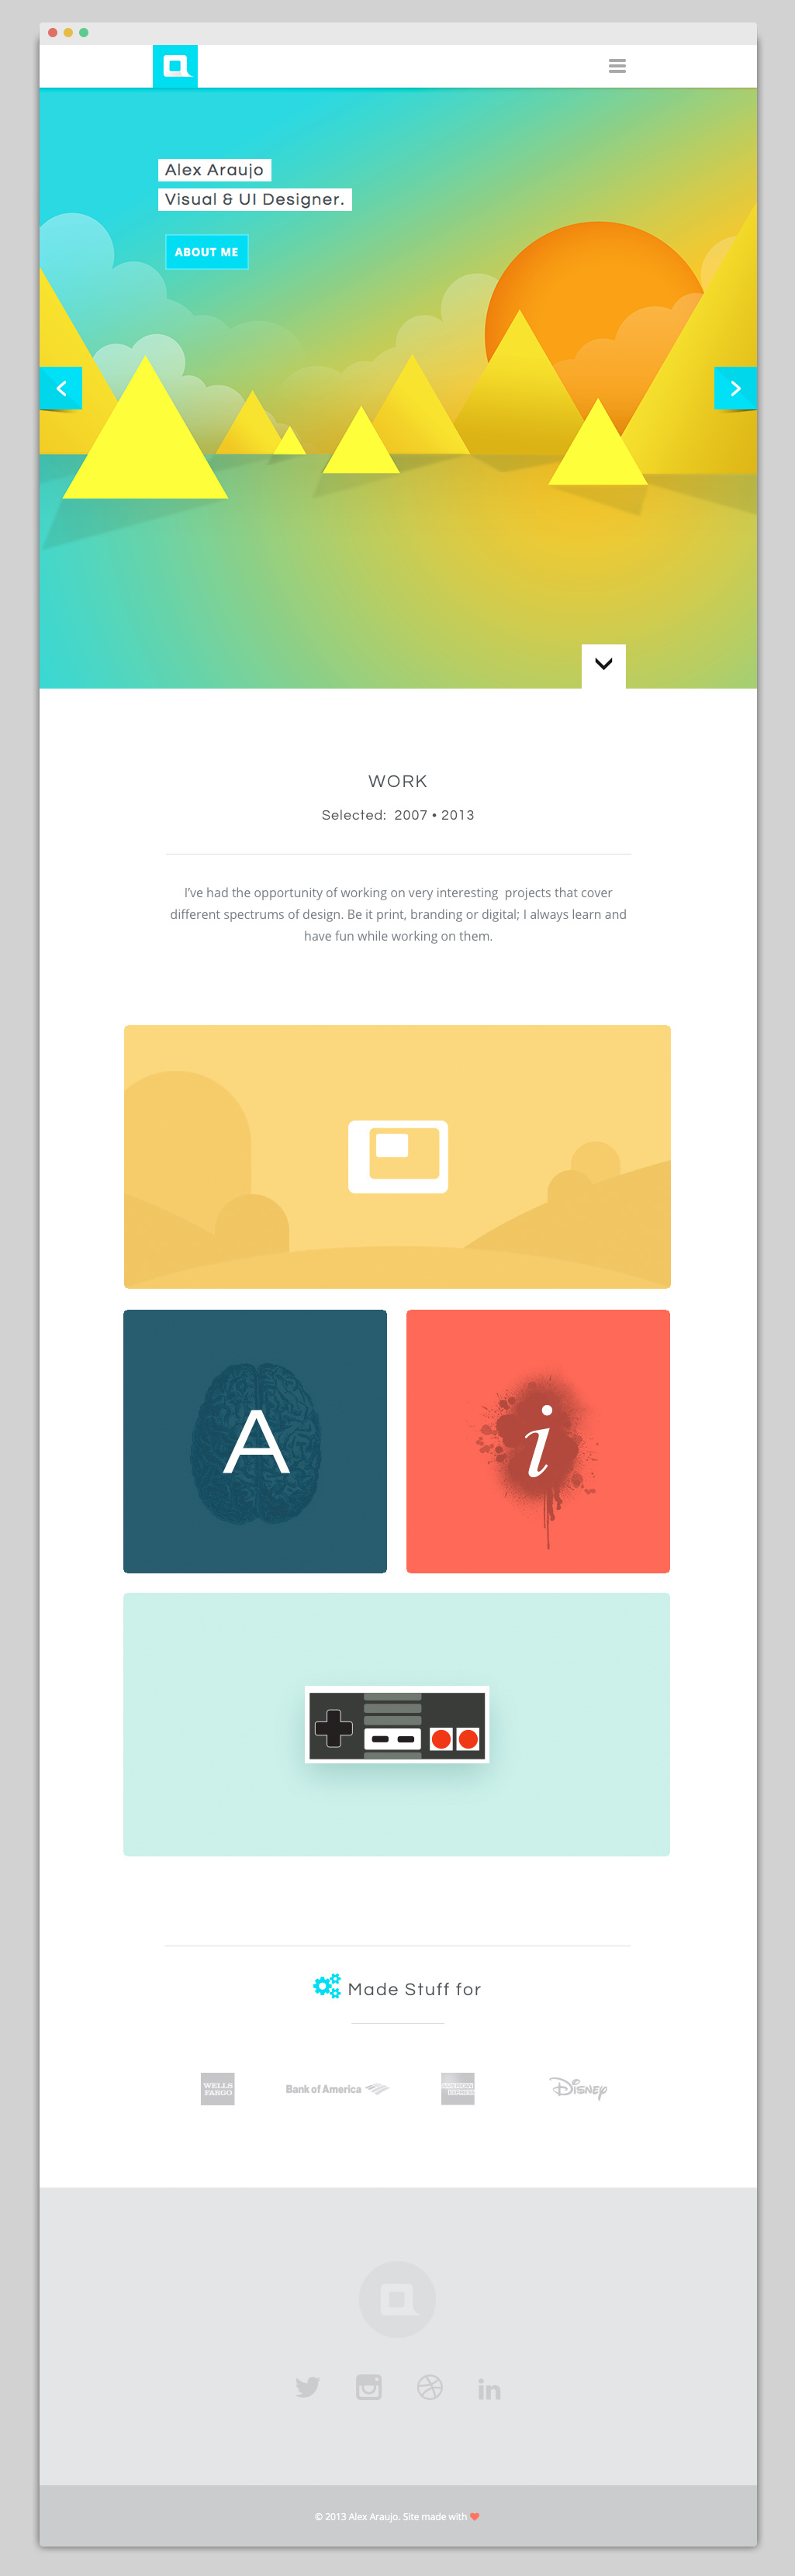 Alex Araujo
Visual & UI Designer.
ABOUT ME
WORK
Selected: 2007 • 2013
I've had the opportunity of working on very interesting projects that cover
different spectrums of design. Be it print, branding or digital; I always learn and
have fun while working on them.
A
i
Made Stuff for
WELLS
FARGO
Bank of America
AMERICAN
EXPRESS
Disney
in
© 2013 Alex Araujo. Site made with